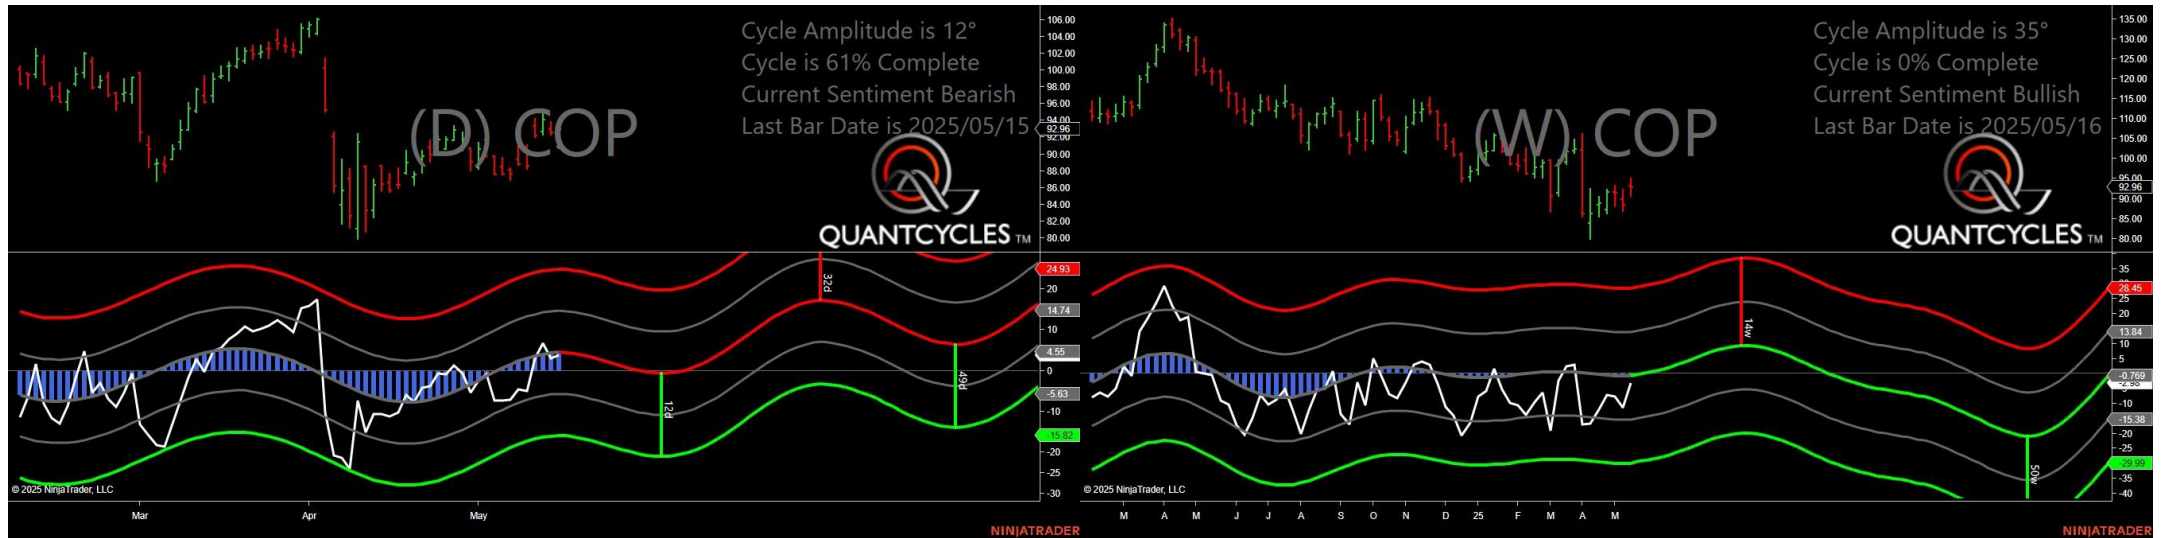 Cycle Amplitude is 12°
Cycle is 61% Complete
Current Sentiment Bearish
Last Bar Date is 2025/05/15
(D) COP
QUANTCYCLES TM
106.00
104.00
102.00
100.00
98.00
96.00
94.00
92.96
92.00
90.00
88.00
86.00
84.00
82.00
80.00
24.93
20
14.74
10
4.55
0
-5.63
-10
-15.82
-20
-25
-30
32d
12d
49d
© 2025 NinjaTrader, LLC
Mar Apr May
NINJATRADER
Cycle Amplitude is 35°
Cycle is 0% Complete
Current Sentiment Bullish
Last Bar Date is 2025/05/16
(W) COP
QUANTCYCLES TM
135.00
130.00
125.00
120.00
115.00
110.00
105.00
100.00
95.00
92.96
90.00
85.00
80.00
35
28.45
25
20
13.84
10
5
-0.769
-2.98
-10
-15.38
-20
-25
-29.99
-35
-40
14w
50w
© 2025 NinjaTrader, LLC
M A M J J A S O N D 25 F M A M
NINJATRADER